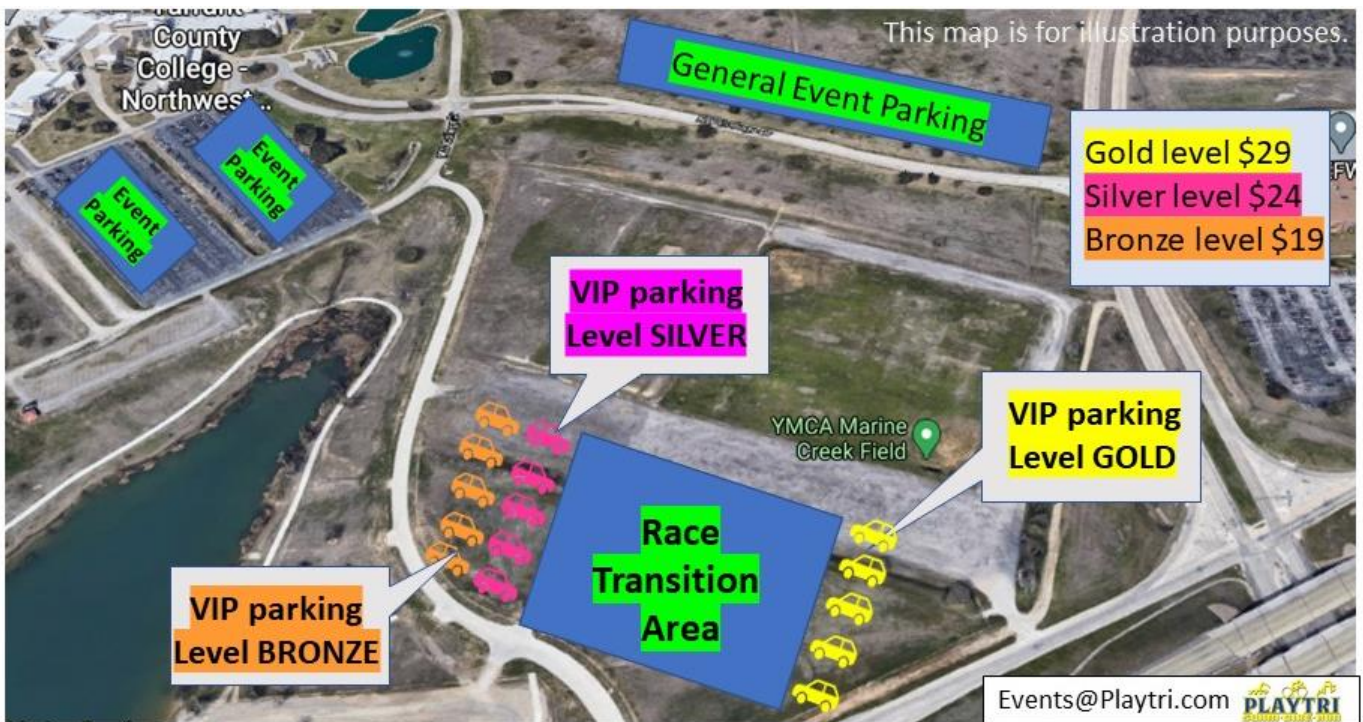 This map is for illustration purposes.
County
College -
Northwest..
General Event Parking
Event
Parking
Event
Parking
Gold level $29
Silver level $24
Bronze level $19
VIP parking
Level SILVER
VIP parking
Level GOLD
YMCA Marine
Creek Field
Race
Transition
Area
VIP parking
Level BRONZE
Events@Playtri.com
PLAYTRI